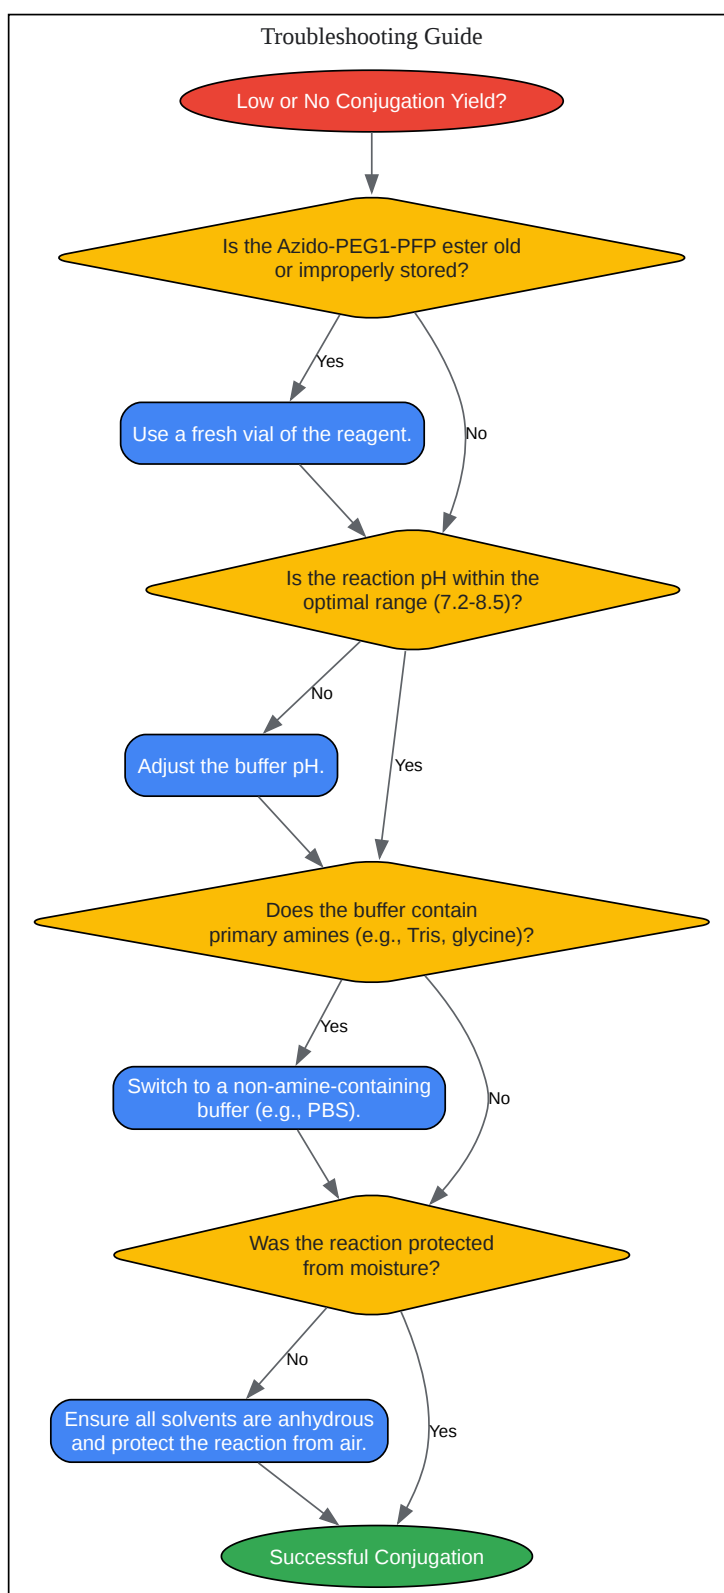 Troubleshooting Guide
Low or No Conjugation Yield?
Is the Azido-PEG1-PFP ester old
or improperly stored?
Yes
Use a fresh vial of the reagent.
No
Is the reaction pH within the
optimal range (7.2-8.5)?
No
Adjust the buffer pH.
Yes
Does the buffer contain
primary amines (e.g., Tris, glycine)?
Yes
Switch to a non-amine-containing
buffer (e.g., PBS).
No
Was the reaction protected
from moisture?
No
Ensure all solvents are anhydrous
and protect the reaction from air.
Yes
Successful Conjugation